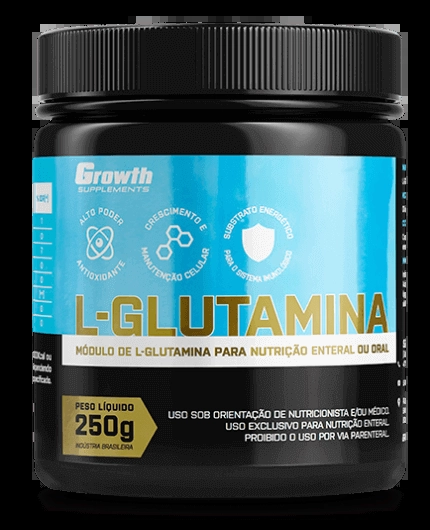 Growth
SUPPLEMENTS
ALTO PODER
ANTIOXIDANTE
CRESCIMENTO E
MANUTENÇÃO CELULAR
SUBSTRATO ENERGÉTICO
PARA O SISTEMA IMUNOLÓGICO
L-GLUTAMINA
MÓDULO DE L-GLUTAMINA PARA NUTRIÇÃO ENTERAL OU ORAL
PESO LÍQUIDO
250g
INDÚSTRIA BRASILEIRA
USO SOB ORIENTAÇÃO DE NUTRICIONISTA E/OU MÉDICO.
USO EXCLUSIVO PARA NUTRIÇÃO ENTERAL.
PROIBIDO O USO POR VIA PARENTERAL.